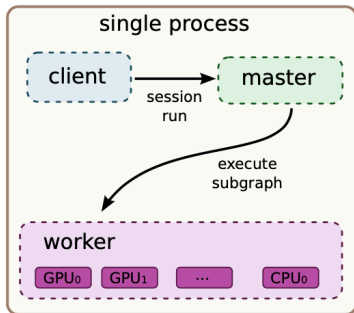 single process
client
master
session
run
execute
subgraph
worker
GPU₀ GPU₁ ... CPU₀